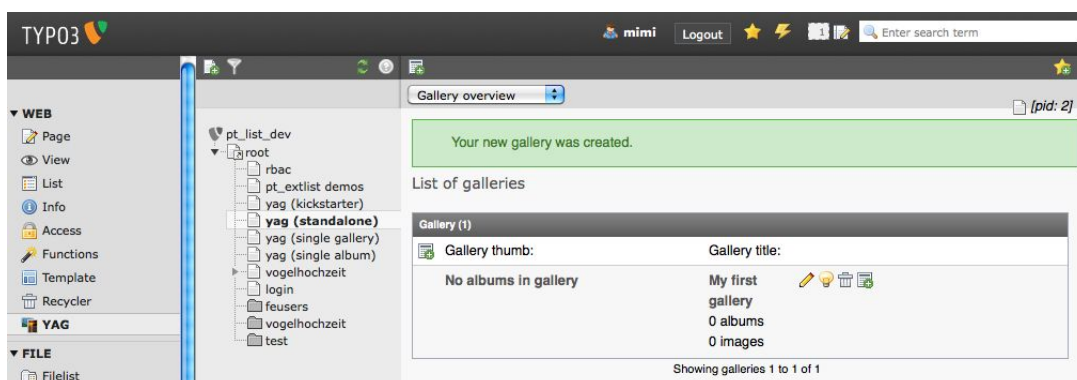 TYPO3
mimi
Logout
1
Enter search term
Gallery overview
[pid: 2]
WEB
Page
View
List
Info
Access
Functions
Template
Recycler
YAG
FILE
Filelist
pt_list_dev
root
rbac
pt_extlist demos
yag (kickstarter)
yag (standalone)
yag (single gallery)
yag (single album)
vogelhochzeit
login
feusers
vogelhochzeit
test
Your new gallery was created.
List of galleries
Gallery (1)
Gallery thumb:
Gallery title:
No albums in gallery
My first
gallery
0 albums
0 images
Showing galleries 1 to 1 of 1